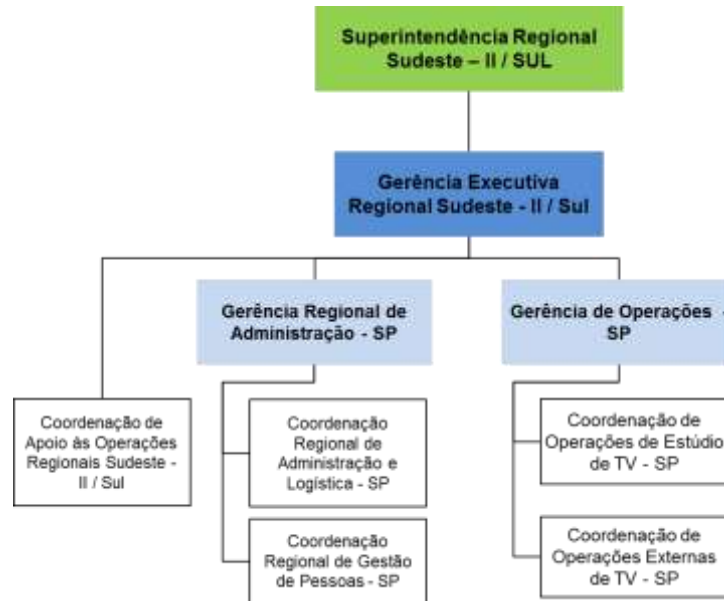 Superintendência Regional
Sudeste – II / SUL
Gerência Executiva
Regional Sudeste - II / Sul
Gerência Regional de
Administração - SP
Gerência de Operações -
SP
Coordenação de
Apoio às Operações
Regionais Sudeste -
II / Sul
Coordenação
Regional de
Administração e
Logística - SP
Coordenação de
Operações de Estúdio
de TV - SP
Coordenação
Regional de Gestão
de Pessoas - SP
Coordenação de
Operações Externas
de TV - SP